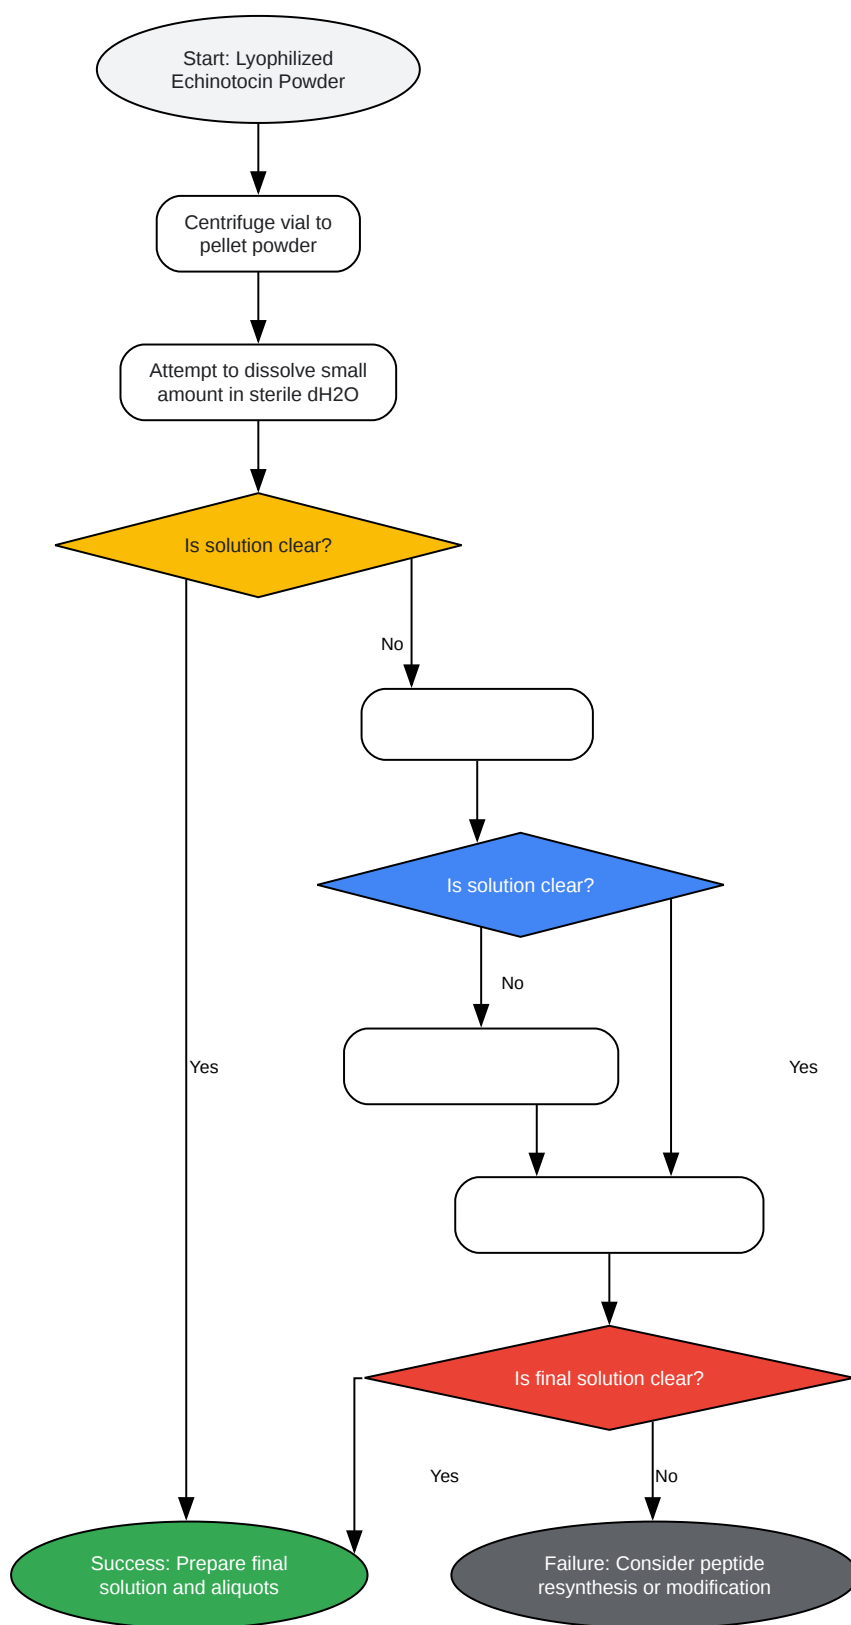 Start: Lyophilized
Echinotocin Powder
Centrifuge vial to
pellet powder
Attempt to dissolve small
amount in sterile dH2O
Is solution clear?
No
Is solution clear?
No
Yes
Yes
Is final solution clear?
Yes
No
Success: Prepare final
solution and aliquots
Failure: Consider peptide
resynthesis or modification